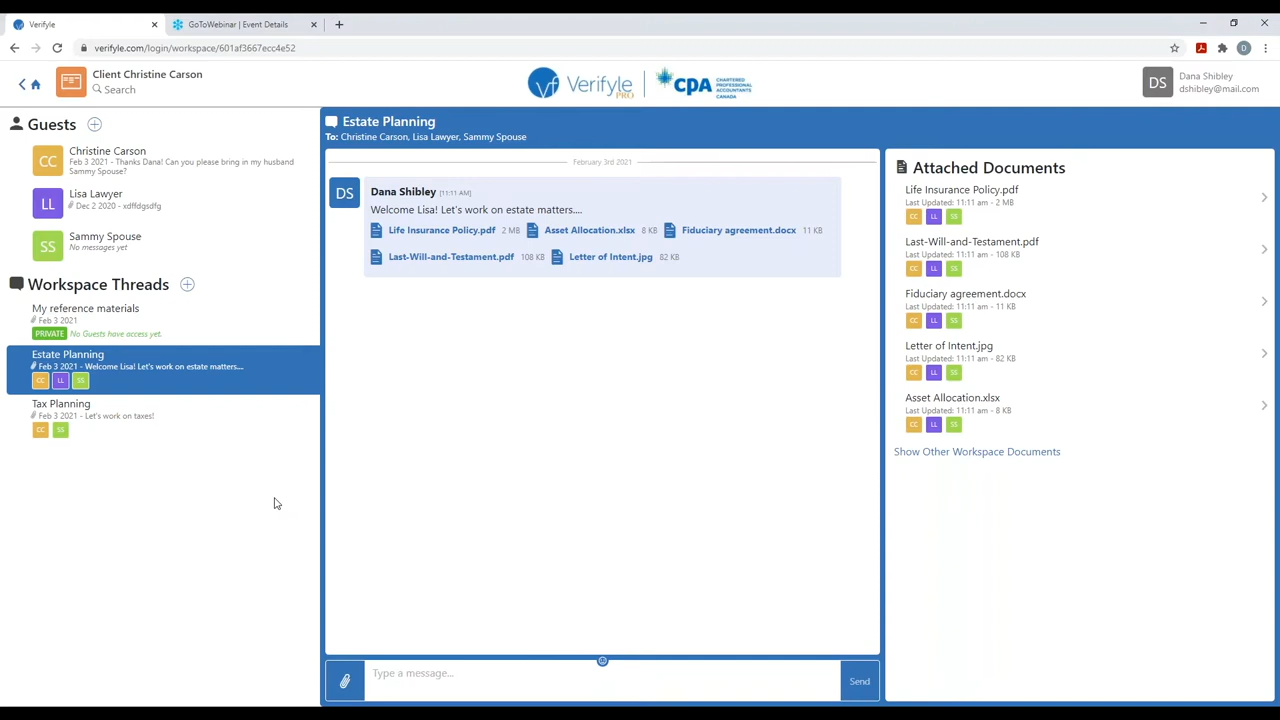 Verifyle
GoToWebinar | Event Details
verifyle.com/login/workspace/601af3667ecc4e52
D
Client Christine Carson
Search
vf Verifyle PRO
CPA CHARTERED PROFESSIONAL ACCOUNTANTS CANADA
DS
Dana Shibley
dshibley@mail.com
Guests
CC
Christine Carson
Feb 3 2021 - Thanks Dana! Can you please bring in my husband
Sammy Spouse?
LL
Lisa Lawyer
Dec 2 2020 - xdffdgsdfg
SS
Sammy Spouse
No messages yet
Workspace Threads
My reference materials
Feb 3 2021
PRIVATE No Guests have access yet.
Estate Planning
Feb 3 2021 - Welcome Lisa! Let's work on estate matters....
CC LL SS
Tax Planning
Feb 3 2021 - Let's work on taxes!
CC SS
Estate Planning
To: Christine Carson, Lisa Lawyer, Sammy Spouse
February 3rd 2021
DS
Dana Shibley [11:11 AM]
Welcome Lisa! Let's work on estate matters....
Life Insurance Policy.pdf 2 MB Asset Allocation.xlsx 8 KB Fiduciary agreement.docx 11 KB
Last-Will-and-Testament.pdf 108 KB Letter of Intent.jpg 82 KB
Type a message...
Send
Attached Documents
Life Insurance Policy.pdf
Last Updated: 11:11 am - 2 MB
CC LL SS
Last-Will-and-Testament.pdf
Last Updated: 11:11 am - 108 KB
CC LL SS
Fiduciary agreement.docx
Last Updated: 11:11 am - 11 KB
CC LL SS
Letter of Intent.jpg
Last Updated: 11:11 am - 82 KB
CC LL SS
Asset Allocation.xlsx
Last Updated: 11:11 am - 8 KB
CC LL SS
Show Other Workspace Documents